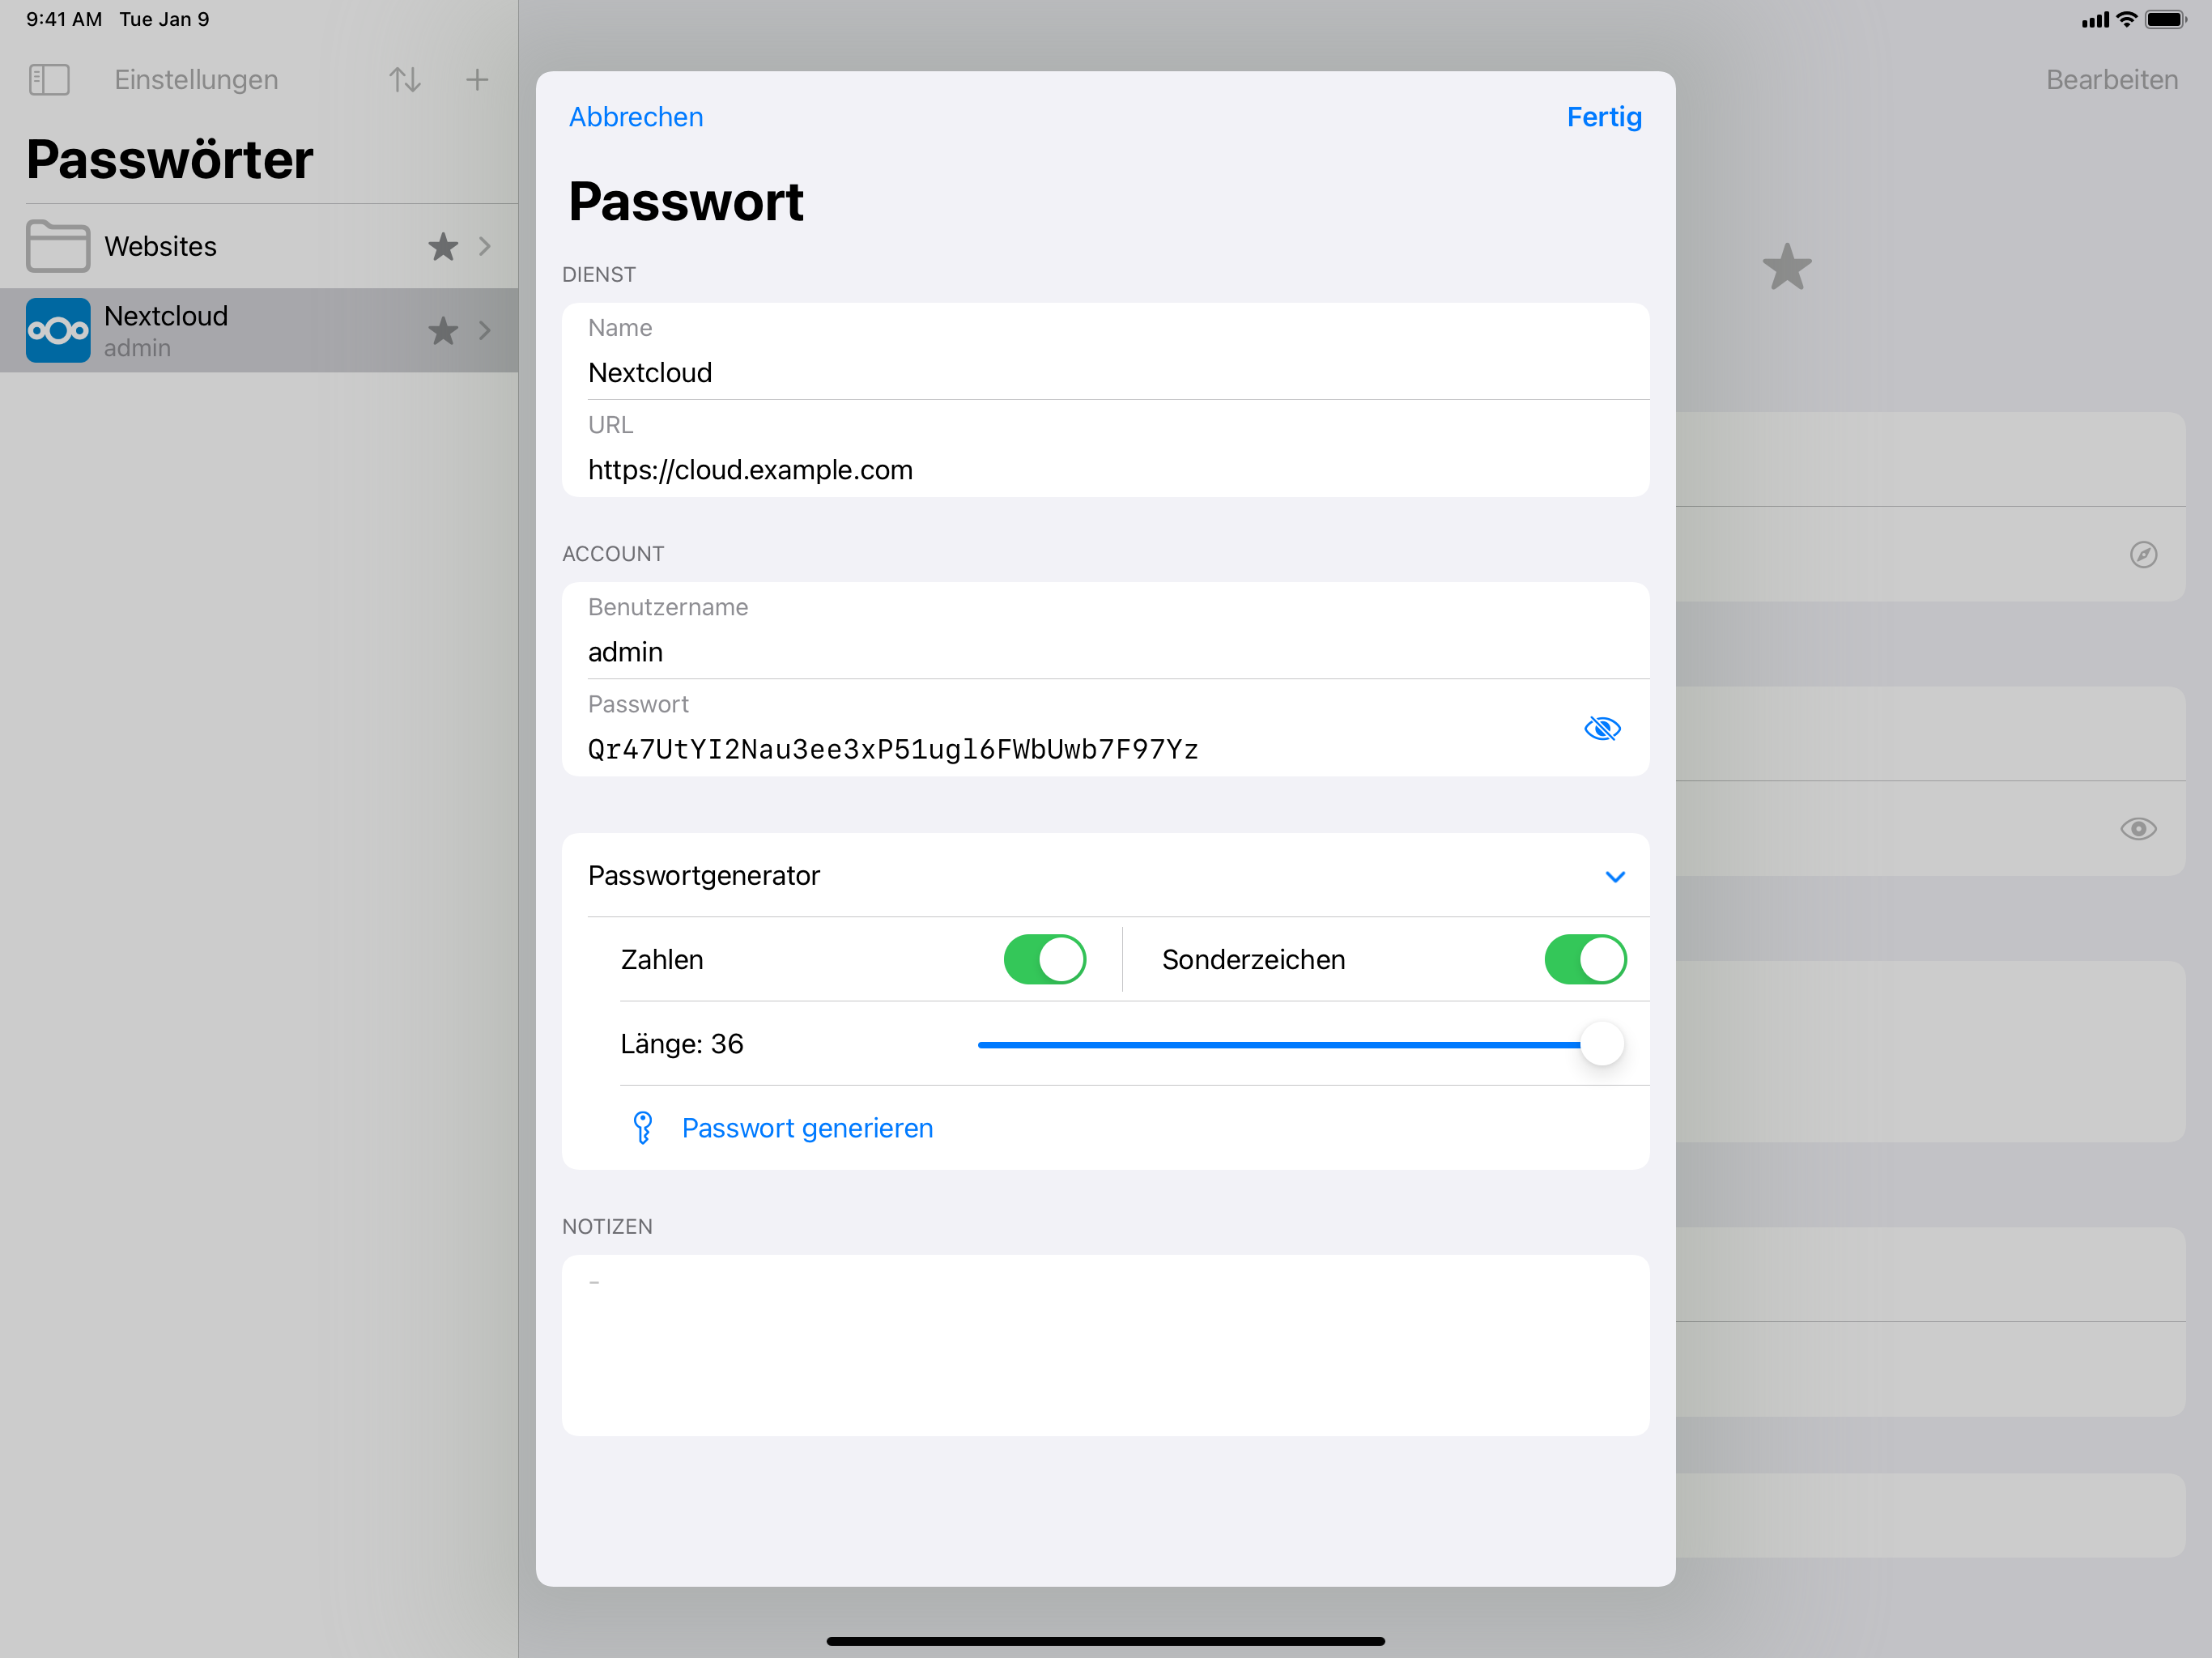 9:41 AM Tue Jan 9
Einstellungen
Bearbeiten
Passwörter
Websites
Nextcloud
admin
Abbrechen
Fertig
Passwort
DIENST
Name
Nextcloud
URL
https://cloud.example.com
ACCOUNT
Benutzername
admin
Passwort
Qr47UtYI2Nau3ee3xP51ugl6FWbUwb7F97Yz
Passwortgenerator
Zahlen
Sonderzeichen
Länge: 36
Passwort generieren
NOTIZEN
-